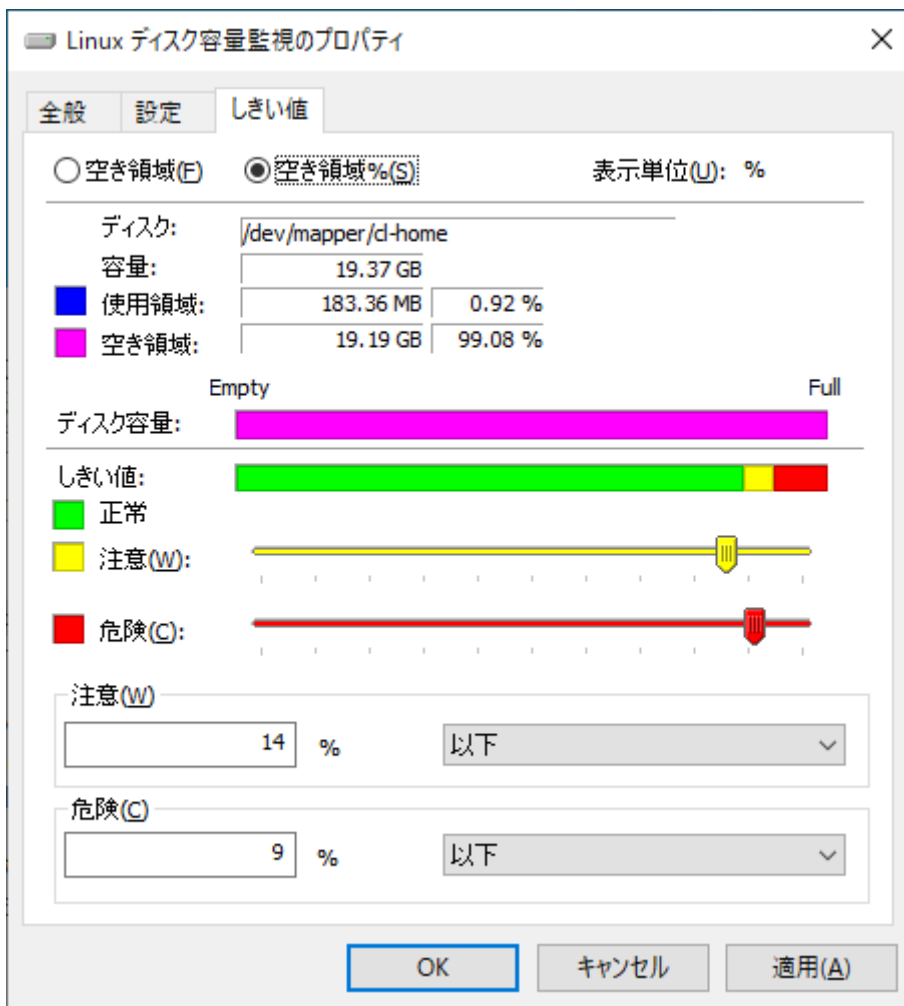 Linux ディスク容量監視のプロパティ
全般 設定 しきい値
空き領域(F) 空き領域%(S) 表示単位(U): %
ディスク: /dev/mapper/cl-home
容量: 19.37 GB
使用領域: 183.36 MB 0.92 %
空き領域: 19.19 GB 99.08 %
Empty Full
ディスク容量:
しきい値:
正常
注意(W):
危険(C):
注意(W)
14 % 以下
危険(C)
9 % 以下
OK キャンセル 適用(A)